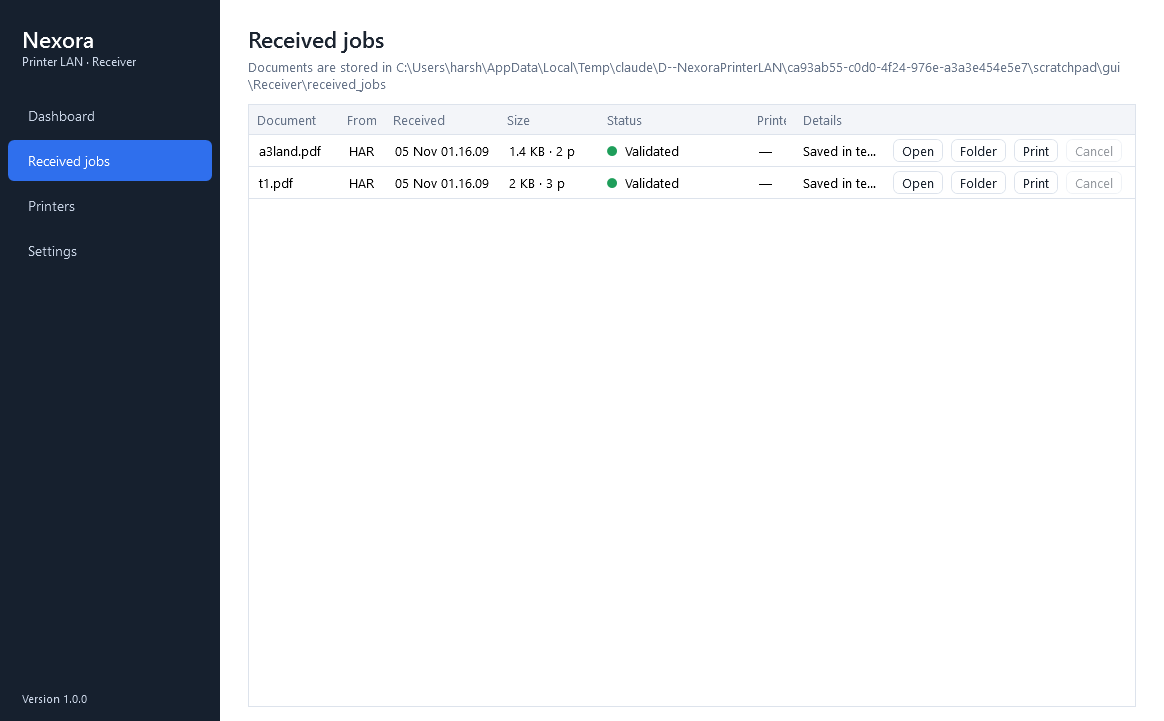 Nexora
Printer LAN · Receiver
Dashboard
Received jobs
Printers
Settings
Version 1.0.0
Received jobs
Documents are stored in C:\Users\harsh\AppData\Local\Temp\claude\D--NexoraPrinterLAN\ca93ab55-c0d0-4f24-976e-a3a3e454e5e7\scratchpad\gui
\Receiver\received_jobs
Document From Received Size Status Printe Details
a3land.pdf HAR 05 Nov 01.16.09 1.4 KB · 2 p Validated — Saved in te... Open Folder Print Cancel
t1.pdf HAR 05 Nov 01.16.09 2 KB · 3 p Validated — Saved in te... Open Folder Print Cancel